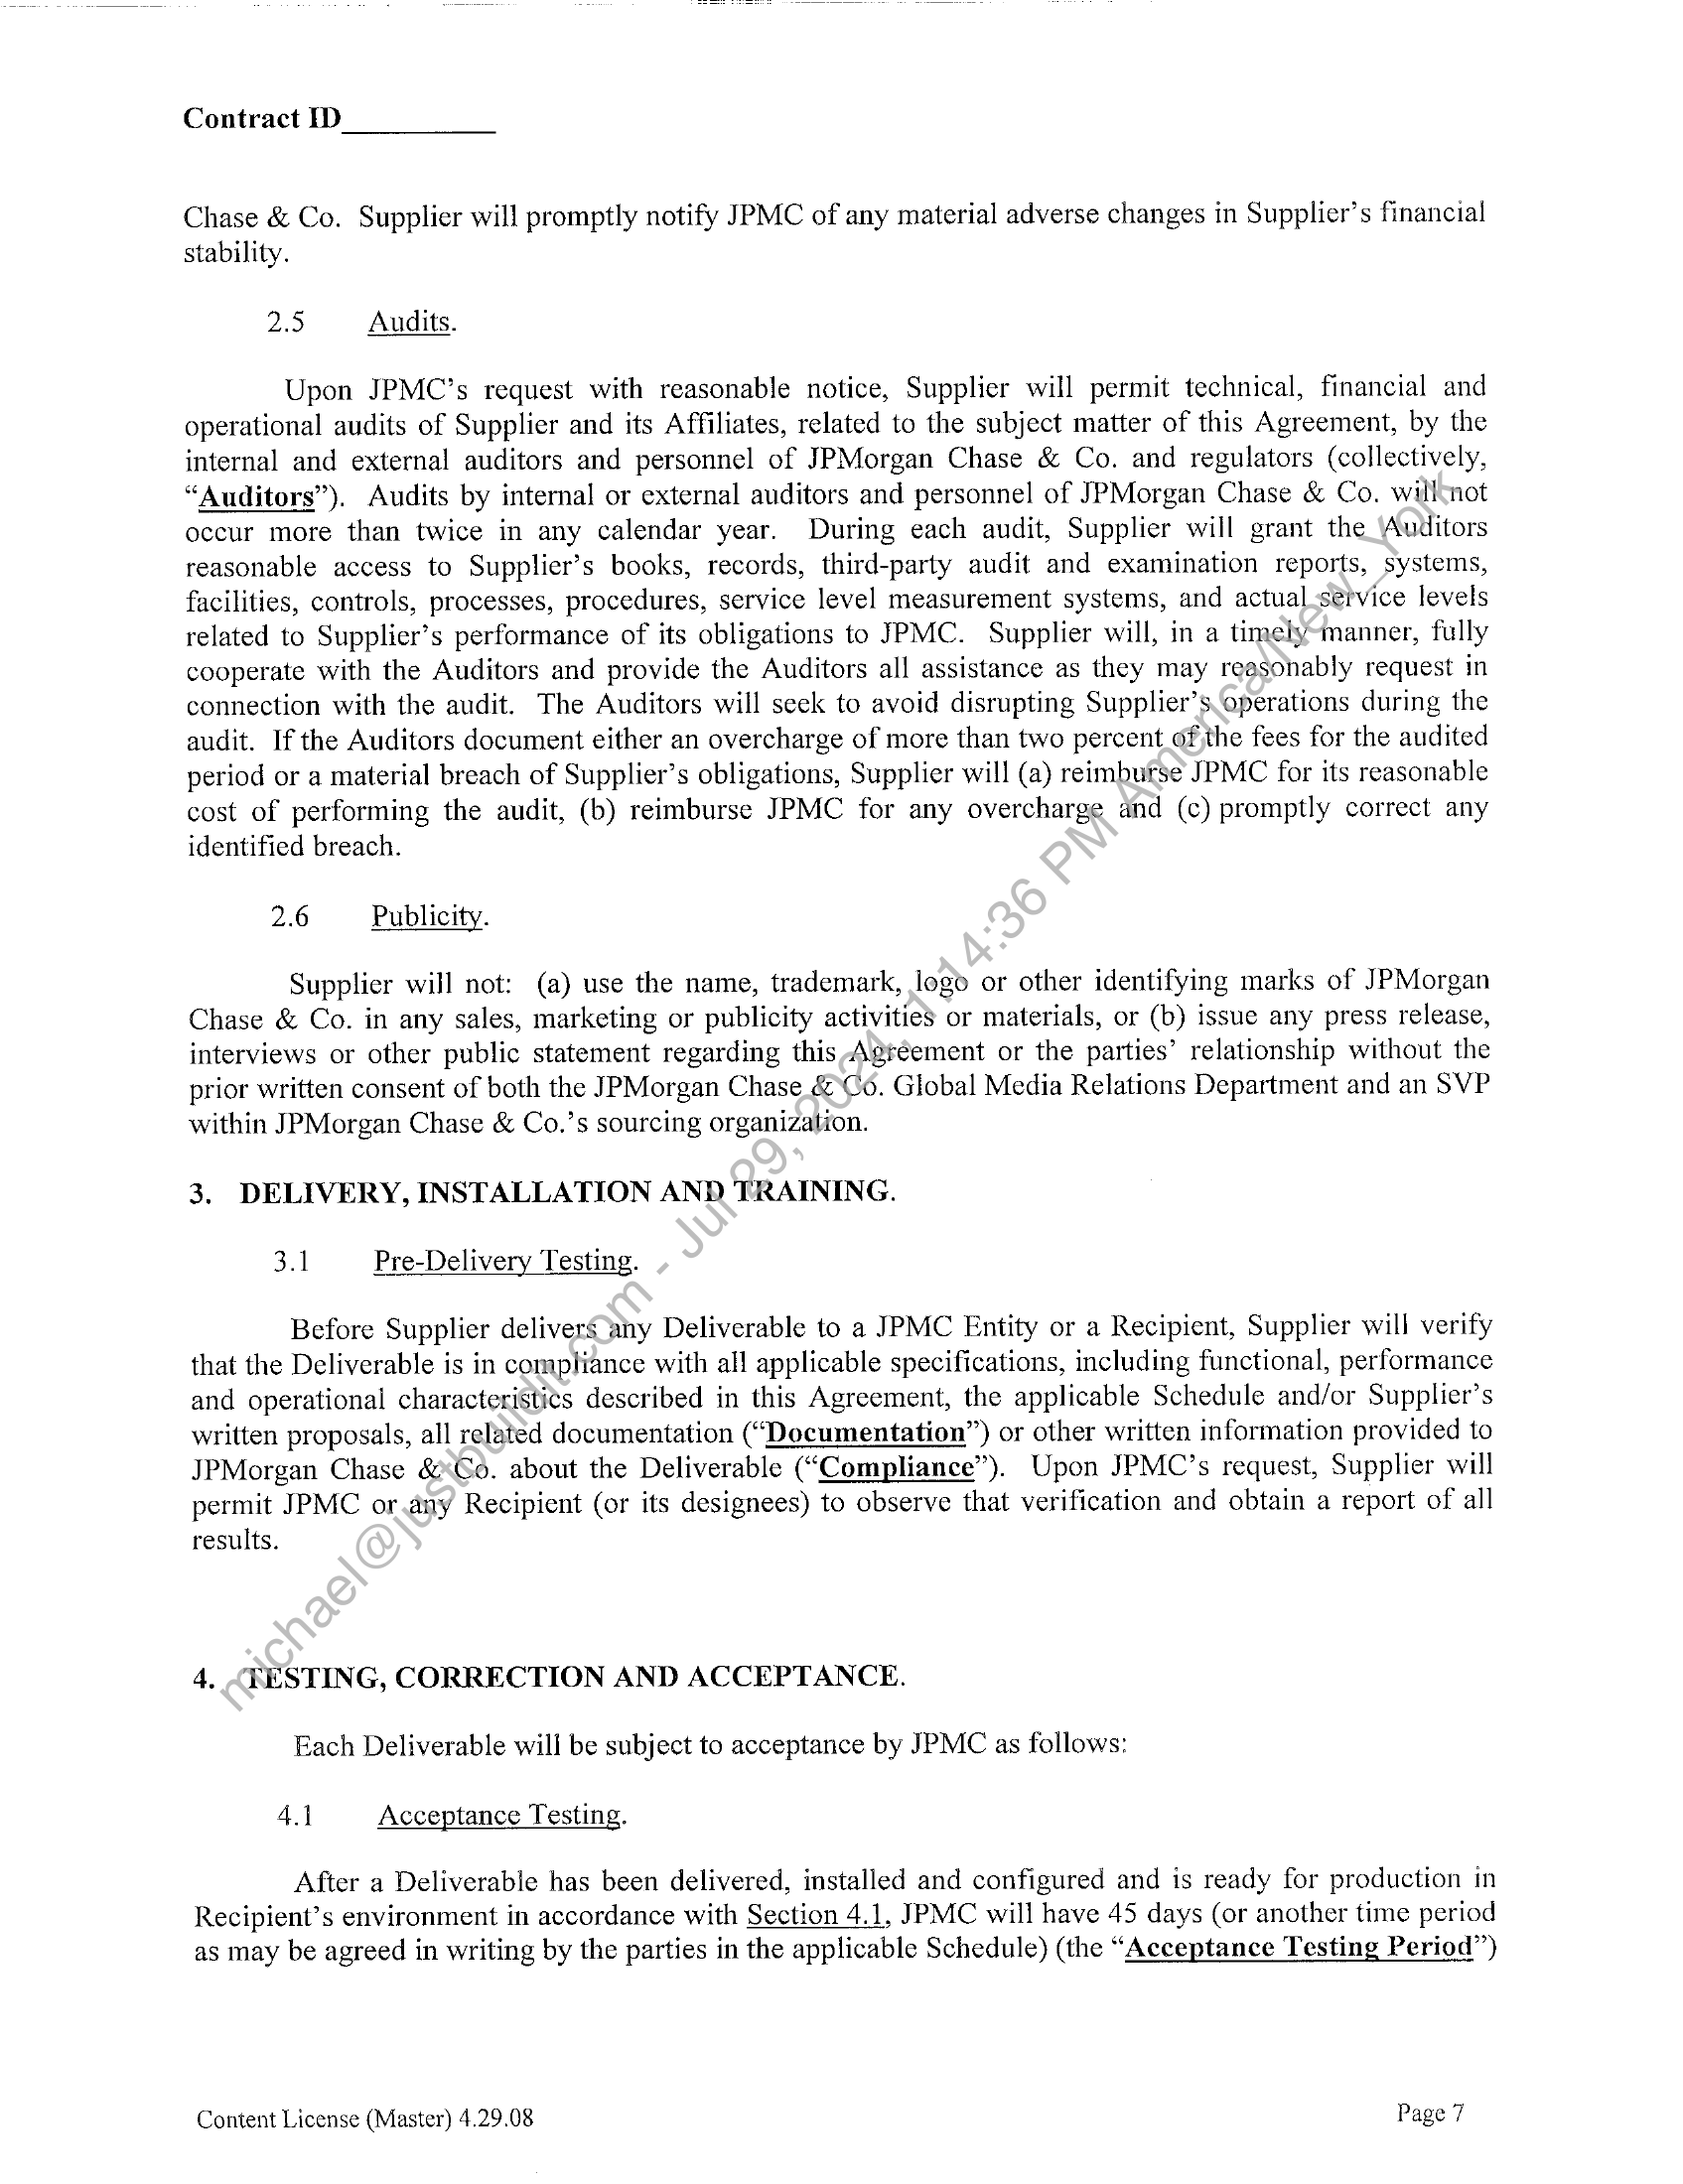 Contract ID__________
Chase & Co. Supplier will promptly notify JPMC of any material adverse changes in Supplier's financial
stability.
2.5 Audits.
Upon JPMC's request with reasonable notice, Supplier will permit technical, financial and
operational audits of Supplier and its Affiliates, related to the subject matter of this Agreement, by the
internal and external auditors and personnel of JPMorgan Chase & Co. and regulators (collectively,
“Auditors”). Audits by internal or external auditors and personnel of JPMorgan Chase & Co. will not
occur more than twice in any calendar year. During each audit, Supplier will grant the Auditors
reasonable access to Supplier's books, records, third-party audit and examination reports, systems,
facilities, controls, processes, procedures, service level measurement systems, and actual service levels
related to Supplier's performance of its obligations to JPMC. Supplier will, in a timely manner, fully
cooperate with the Auditors and provide the Auditors all assistance as they may reasonably request in
connection with the audit. The Auditors will seek to avoid disrupting Supplier's operations during the
audit. If the Auditors document either an overcharge of more than two percent of the fees for the audited
period or a material breach of Supplier's obligations, Supplier will (a) reimburse JPMC for its reasonable
cost of performing the audit, (b) reimburse JPMC for any overcharge and (c) promptly correct any
identified breach.
2.6 Publicity.
Supplier will not: (a) use the name, trademark, logo or other identifying marks of JPMorgan
Chase & Co. in any sales, marketing or publicity activities or materials, or (b) issue any press release,
interviews or other public statement regarding this Agreement or the parties' relationship without the
prior written consent of both the JPMorgan Chase & Co. Global Media Relations Department and an SVP
within JPMorgan Chase & Co.'s sourcing organization.
3. DELIVERY, INSTALLATION AND TRAINING.
3.1 Pre-Delivery Testing.
Before Supplier delivers any Deliverable to a JPMC Entity or a Recipient, Supplier will verify
that the Deliverable is in compliance with all applicable specifications, including functional, performance
and operational characteristics described in this Agreement, the applicable Schedule and/or Supplier's
written proposals, all related documentation (“Documentation”) or other written information provided to
JPMorgan Chase & Co. about the Deliverable (“Compliance”). Upon JPMC's request, Supplier will
permit JPMC or any Recipient (or its designees) to observe that verification and obtain a report of all
results.
4. TESTING, CORRECTION AND ACCEPTANCE.
Each Deliverable will be subject to acceptance by JPMC as follows:
4.1 Acceptance Testing.
After a Deliverable has been delivered, installed and configured and is ready for production in
Recipient's environment in accordance with Section 4.1, JPMC will have 45 days (or another time period
as may be agreed in writing by the parties in the applicable Schedule) (the “Acceptance Testing Period”)
Content License (Master) 4.29.08 Page 7
michael@justbuildit.com - Jul 29, 2024, 1:14:36 PM America/New_York